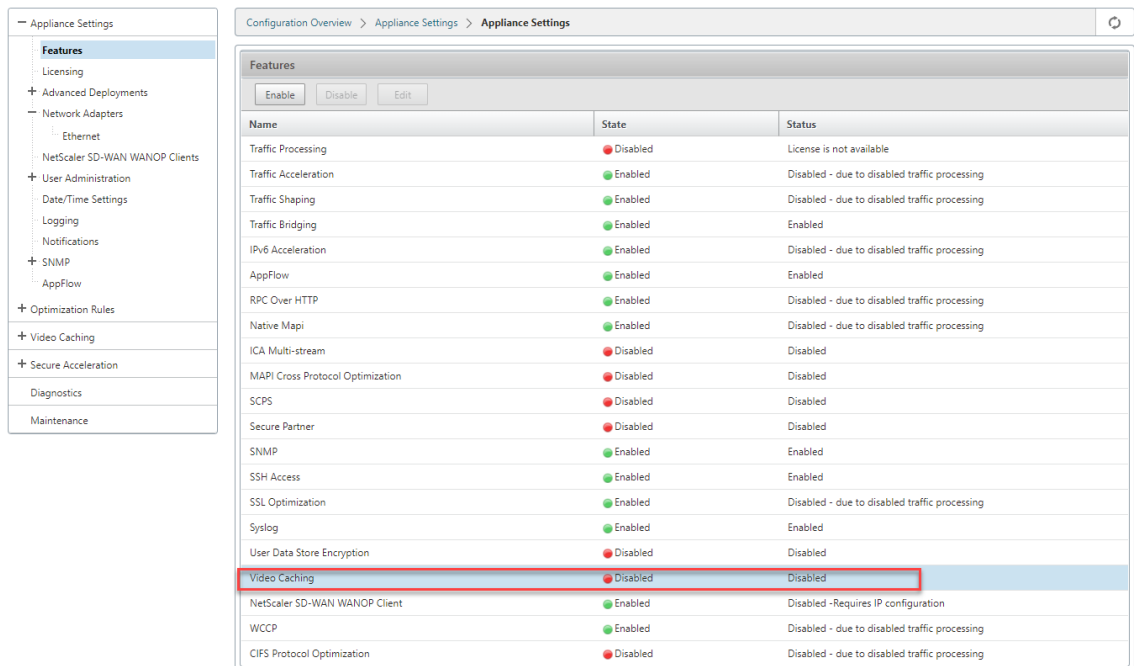 Appliance Settings
Features
Licensing
Advanced Deployments
Network Adapters
Ethernet
NetScaler SD-WAN WANOP Clients
User Administration
Date/Time Settings
Logging
Notifications
SNMP
AppFlow
Optimization Rules
Video Caching
Secure Acceleration
Diagnostics
Maintenance
Configuration Overview > Appliance Settings > Appliance Settings
Features
Enable Disable Edit
Name State Status
Traffic Processing Disabled License is not available
Traffic Acceleration Enabled Disabled - due to disabled traffic processing
Traffic Shaping Enabled Disabled - due to disabled traffic processing
Traffic Bridging Enabled Enabled
IPv6 Acceleration Enabled Disabled - due to disabled traffic processing
AppFlow Enabled Enabled
RPC Over HTTP Enabled Disabled - due to disabled traffic processing
Native Mapi Enabled Disabled - due to disabled traffic processing
ICA Multi-stream Disabled Disabled
MAPI Cross Protocol Optimization Disabled Disabled
SCPS Disabled Disabled
Secure Partner Disabled Disabled
SNMP Enabled Enabled
SSH Access Enabled Enabled
SSL Optimization Enabled Disabled - due to disabled traffic processing
Syslog Enabled Enabled
User Data Store Encryption Disabled Disabled
Video Caching Disabled Disabled
NetScaler SD-WAN WANOP Client Enabled Disabled -Requires IP configuration
WCCP Enabled Disabled - due to disabled traffic processing
CIFS Protocol Optimization Disabled Disabled - due to disabled traffic processing